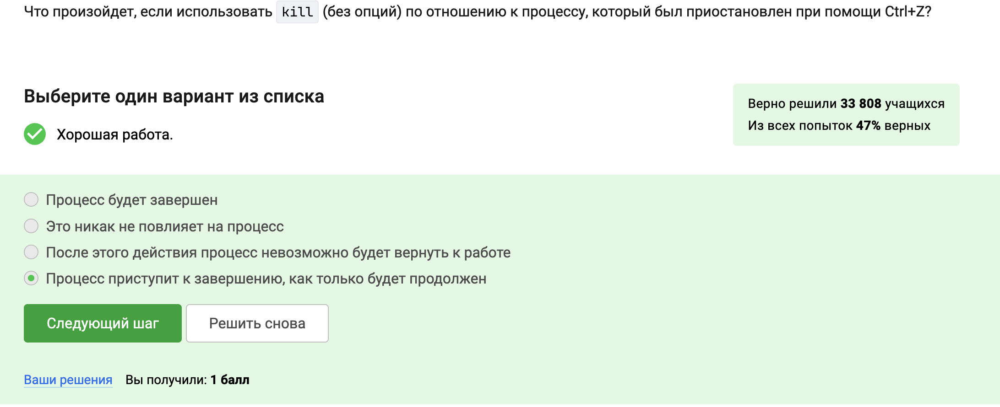 Что произойдет, если использовать kill (без опций) по отношению к процессу, который был приостановлен при помощи Ctrl+Z?
Выберите один вариант из списка
Хорошая работа.
Верно решили 33 808 учащихся
Из всех попыток 47% верных
Процесс будет завершен
Это никак не повлияет на процесс
После этого действия процесс невозможно будет вернуть к работе
Процесс приступит к завершению, как только будет продолжен
Следующий шаг
Решить снова
Ваши решения Вы получили: 1 балл